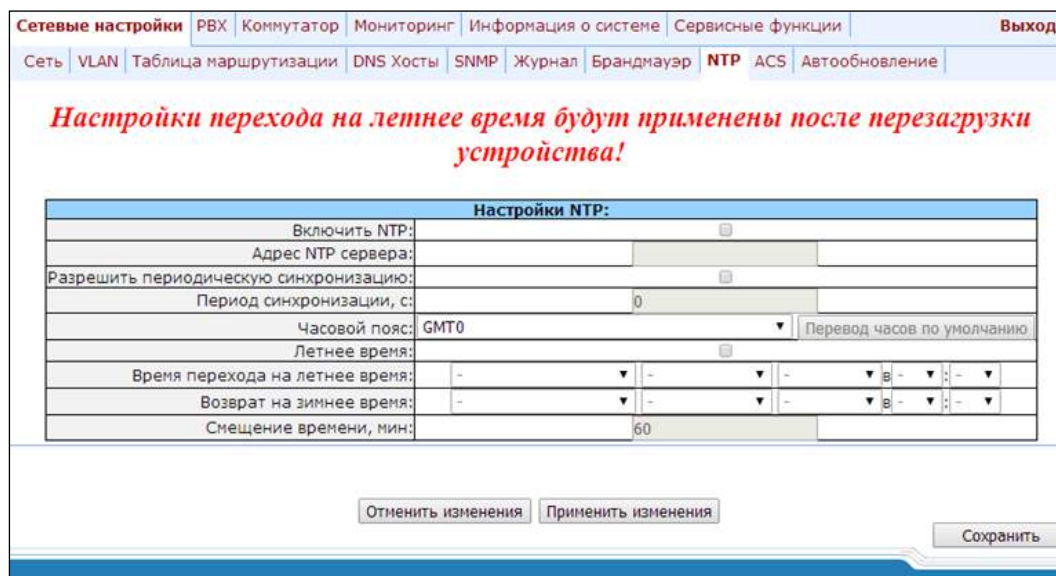 Сетевые настройки PBX Коммутатор Мониторинг Информация о системе Сервисные функции Выход
Сеть VLAN Таблица маршрутизации DNS Хосты SNMP Журнал Брандмауэр NTP ACS Автообновление
Настройки перехода на летнее время будут применены после перезагрузки
устройства!
Настройки NTP:
Включить NTP:
Адрес NTP сервера:
Разрешить периодическую синхронизацию:
Период синхронизации, с: 0
Часовой пояс: GMT0 Перевод часов по умолчанию
Летнее время:
Время перехода на летнее время: - - - в - : -
Возврат на зимнее время: - - - в - : -
Смещение времени, мин: 60
Отменить изменения Применить изменения
Сохранить